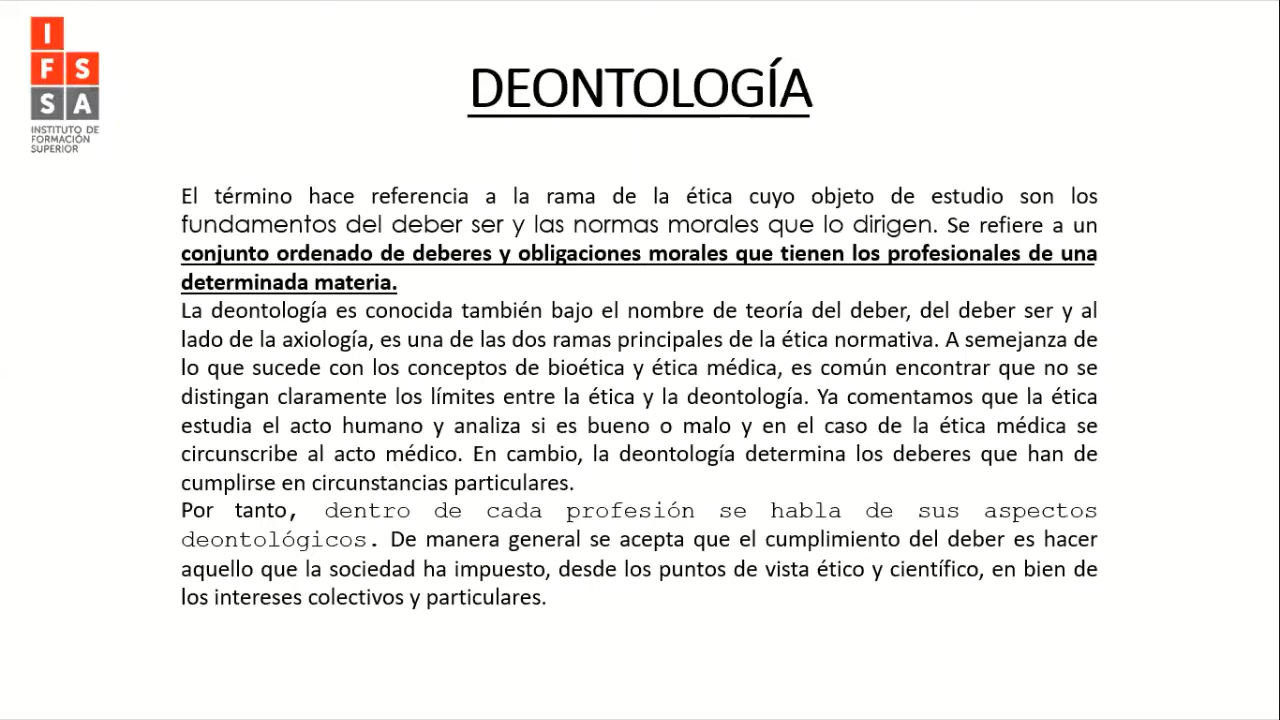 I
F S
S A
INSTITUTO DE
FORMACIÓN
SUPERIOR
DEONTOLOGÍA
El término hace referencia a la rama de la ética cuyo objeto de estudio son los
fundamentos del deber ser y las normas morales que lo dirigen. Se refiere a un
conjunto ordenado de deberes y obligaciones morales que tienen los profesionales de una
determinada materia.
La deontología es conocida también bajo el nombre de teoría del deber, del deber ser y al
lado de la axiología, es una de las dos ramas principales de la ética normativa. A semejanza de
lo que sucede con los conceptos de bioética y ética médica, es común encontrar que no se
distingan claramente los límites entre la ética y la deontología. Ya comentamos que la ética
estudia el acto humano y analiza si es bueno o malo y en el caso de la ética médica se
circunscribe al acto médico. En cambio, la deontología determina los deberes que han de
cumplirse en circunstancias particulares.
Por tanto, dentro de cada profesión se habla de sus aspectos
deontológicos. De manera general se acepta que el cumplimiento del deber es hacer
aquello que la sociedad ha impuesto, desde los puntos de vista ético y científico, en bien de
los intereses colectivos y particulares.